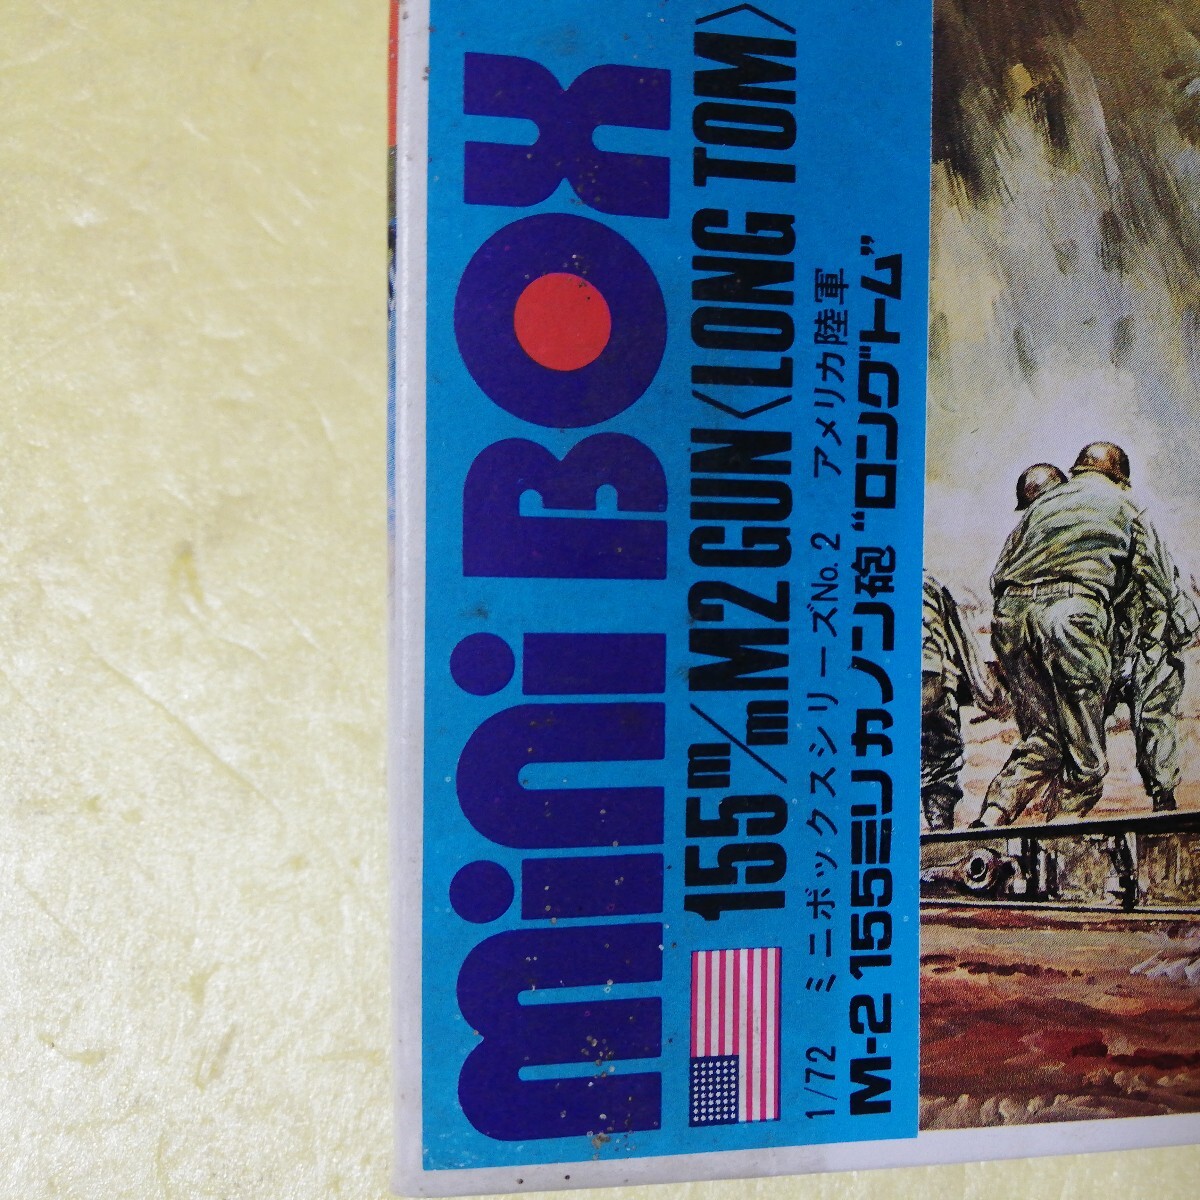 mini BOX
155m/m M2 GUN〈LONG TOM〉
1/72 ミニボックスシリーズNo.2 アメリカ陸軍
M-2 155ミリカノン砲“ロングトム”